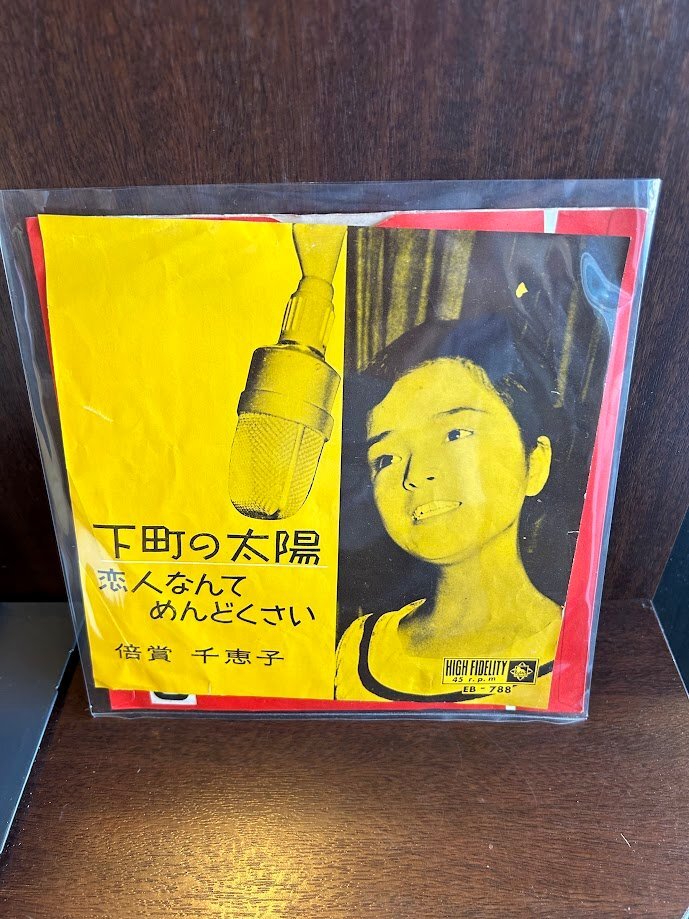 下町の太陽
恋人なんて
めんどくさい
倍賞 千恵子
HIGH FIDELITY
45 r.p.m
EB-788